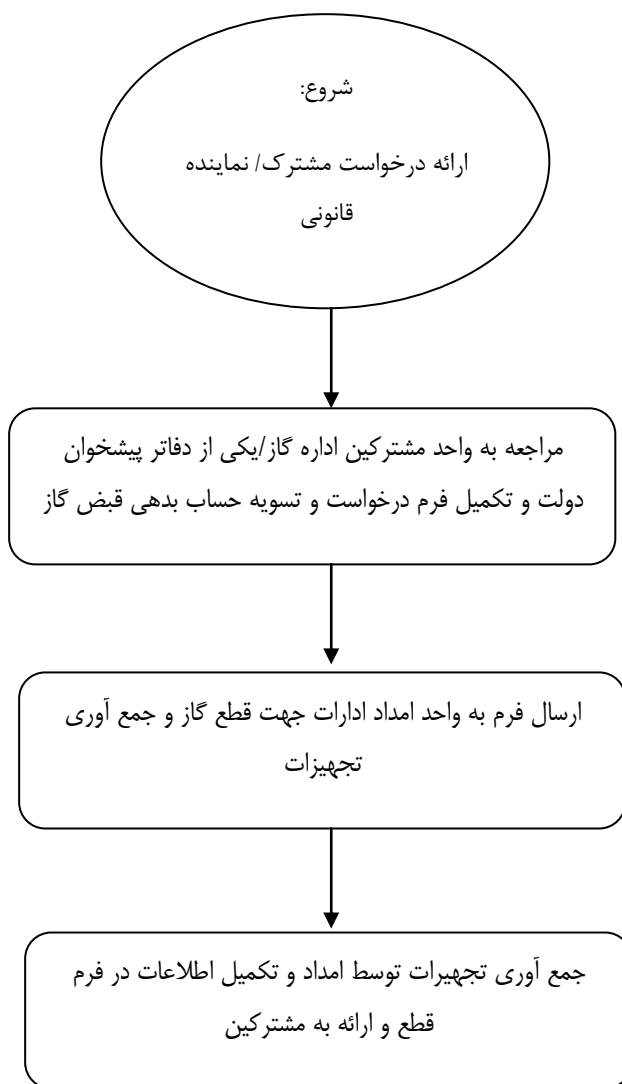 شروع:
ارائه درخواست مشترک/ نماینده
قانونی
مراجعه به واحد مشترکین اداره گاز/یکی از دفاتر پیشخوان
دولت و تکمیل فرم درخواست و تسویه حساب بدهی قبض گاز
ارسال فرم به واحد امداد ادارات جهت قطع گاز و جمع آوری
تجهیزات
جمع آوری تجهیرات توسط امداد و تکمیل اطلاعات در فرم
قطع و ارائه به مشترکین